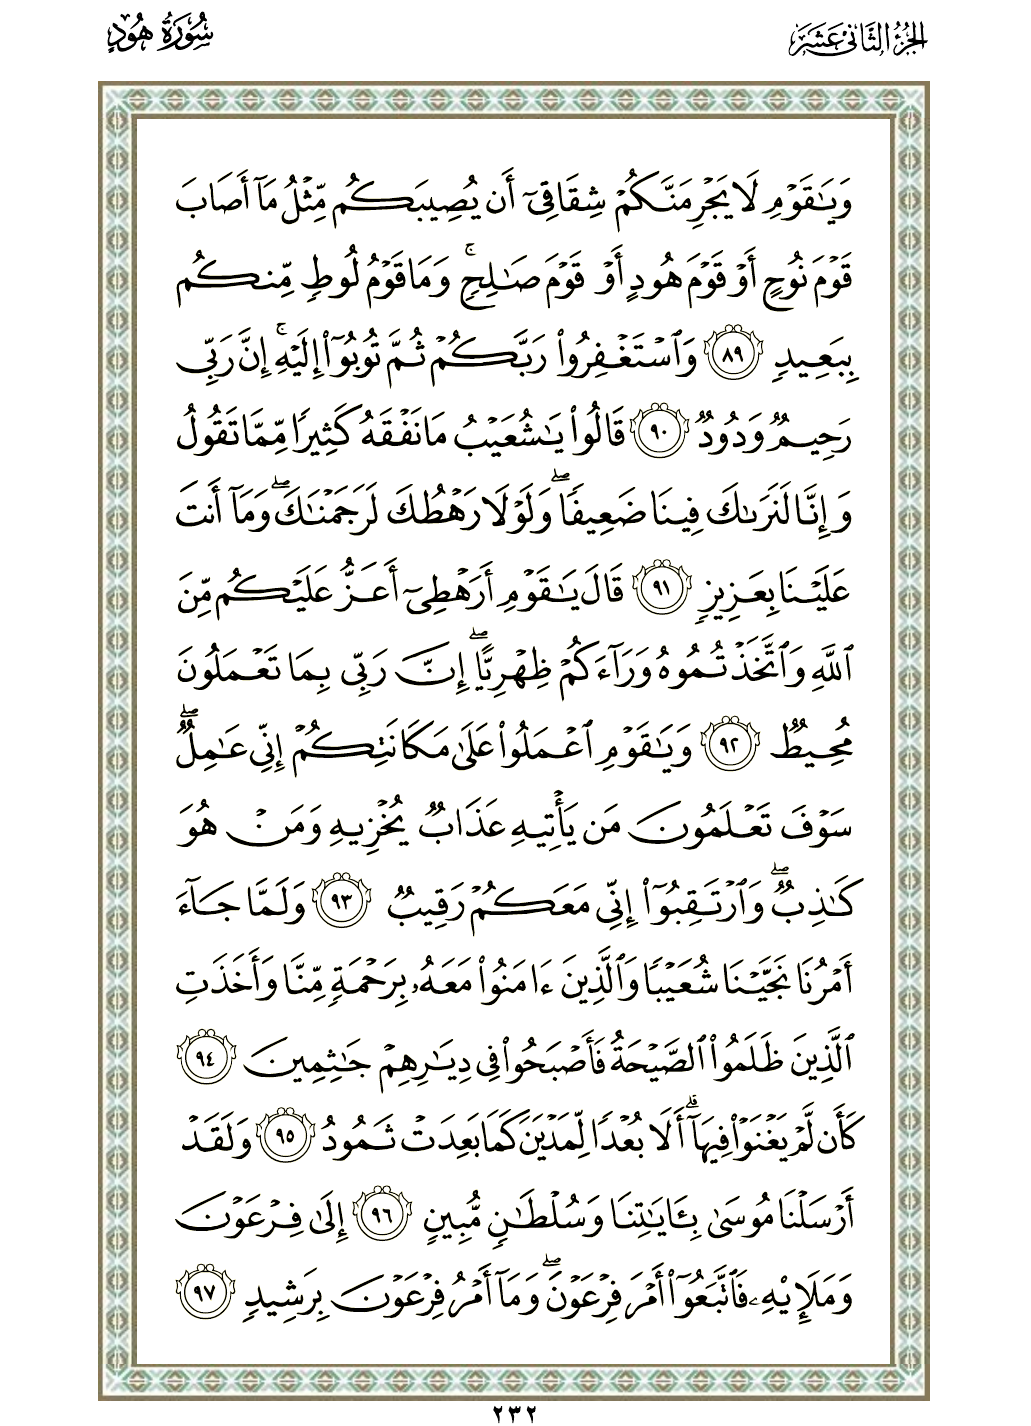 الجزء الثاني عشر
سورة هود
وَيَٰقَوۡمِ لَا يَجۡرِمَنَّكُمۡ شِقَاقِيٓ أَن يُصِيبَكُم مِّثۡلُ مَآ أَصَابَ
قَوۡمَ نُوحٍ أَوۡ قَوۡمَ هُودٍ أَوۡ قَوۡمَ صَٰلِحٖۚ وَمَا قَوۡمُ لُوطٖ مِّنكُم
بِبَعِيدٖ ٨٩ وَٱسۡتَغۡفِرُواْ رَبَّكُمۡ ثُمَّ تُوبُوٓاْ إِلَيۡهِۚ إِنَّ رَبِّي
رَحِيمٞ وَدُودٞ ٩٠ قَالُواْ يَٰشُعَيۡبُ مَا نَفۡقَهُ كَثِيرٗا مِّمَّا تَقُولُ
وَإِنَّا لَنَرَىٰكَ فِينَا ضَعِيفٗاۖ وَلَوۡلَا رَهۡطُكَ لَرَجَمۡنَٰكَۖ وَمَآ أَنتَ
عَلَيۡنَا بِعَزِيزٖ ٩١ قَالَ يَٰقَوۡمِ أَرَهۡطِيٓ أَعَزُّ عَلَيۡكُم مِّنَ
ٱللَّهِ وَٱتَّخَذۡتُمُوهُ وَرَآءَكُمۡ ظِهۡرِيًّاۖ إِنَّ رَبِّي بِمَا تَعۡمَلُونَ
مُحِيطٞ ٩٢ وَيَٰقَوۡمِ ٱعۡمَلُواْ عَلَىٰ مَكَانَتِكُمۡ إِنِّي عَٰمِلٞۖ
سَوۡفَ تَعۡلَمُونَ مَن يَأۡتِيهِ عَذَابٞ يُخۡزِيهِ وَمَنۡ هُوَ
كَٰذِبٞۖ وَٱرۡتَقِبُوٓاْ إِنِّي مَعَكُمۡ رَقِيبٞ ٩٣ وَلَمَّا جَآءَ
أَمۡرُنَا نَجَّيۡنَا شُعَيۡبٗا وَٱلَّذِينَ ءَامَنُواْ مَعَهُۥ بِرَحۡمَةٖ مِّنَّا وَأَخَذَتِ
ٱلَّذِينَ ظَلَمُواْ ٱلصَّيۡحَةُ فَأَصۡبَحُواْ فِي دِيَٰرِهِمۡ جَٰثِمِينَ ٩٤
كَأَن لَّمۡ يَغۡنَوۡاْ فِيهَآۗ أَلَا بُعۡدٗا لِّمَدۡيَنَ كَمَا بَعِدَتۡ ثَمُودُ ٩٥ وَلَقَدۡ
أَرۡسَلۡنَا مُوسَىٰ بِـَٔايَٰتِنَا وَسُلۡطَٰنٖ مُّبِينٍ ٩٦ إِلَىٰ فِرۡعَوۡنَ
وَمَلَإِيْهِۦ فَٱتَّبَعُوٓاْ أَمۡرَ فِرۡعَوۡنَۖ وَمَآ أَمۡرُ فِرۡعَوۡنَ بِرَشِيدٖ ٩٧
٢٣٢